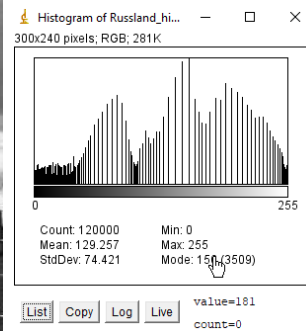 Histogram of Russland_hi...
300x240 pixels; RGB; 281K
0 255
Count: 120000 Min: 0
Mean: 129.257 Max: 255
StdDev: 74.421 Mode: (3509)
List Copy Log Live value=181
count=0